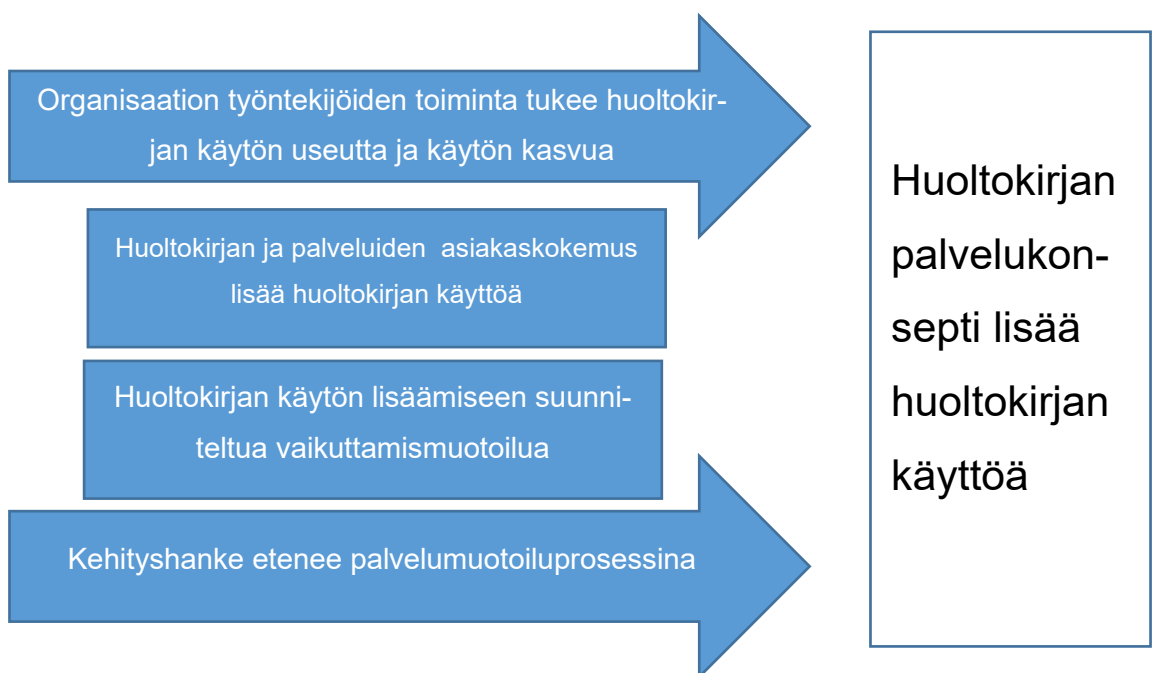 Organisaation työntekijöiden toiminta tukee huoltokir-
jan käytön useutta ja käytön kasvua
Huoltokirjan ja palveluiden  asiakaskokemus
lisää huoltokirjan käyttöä
Huoltokirjan käytön lisäämiseen suunni-
teltua vaikuttamismuotoilua
Kehityshanke etenee palvelumuotoiluprosessina
Huoltokirjan
palvelukon-
septi lisää
huoltokirjan
käyttöä